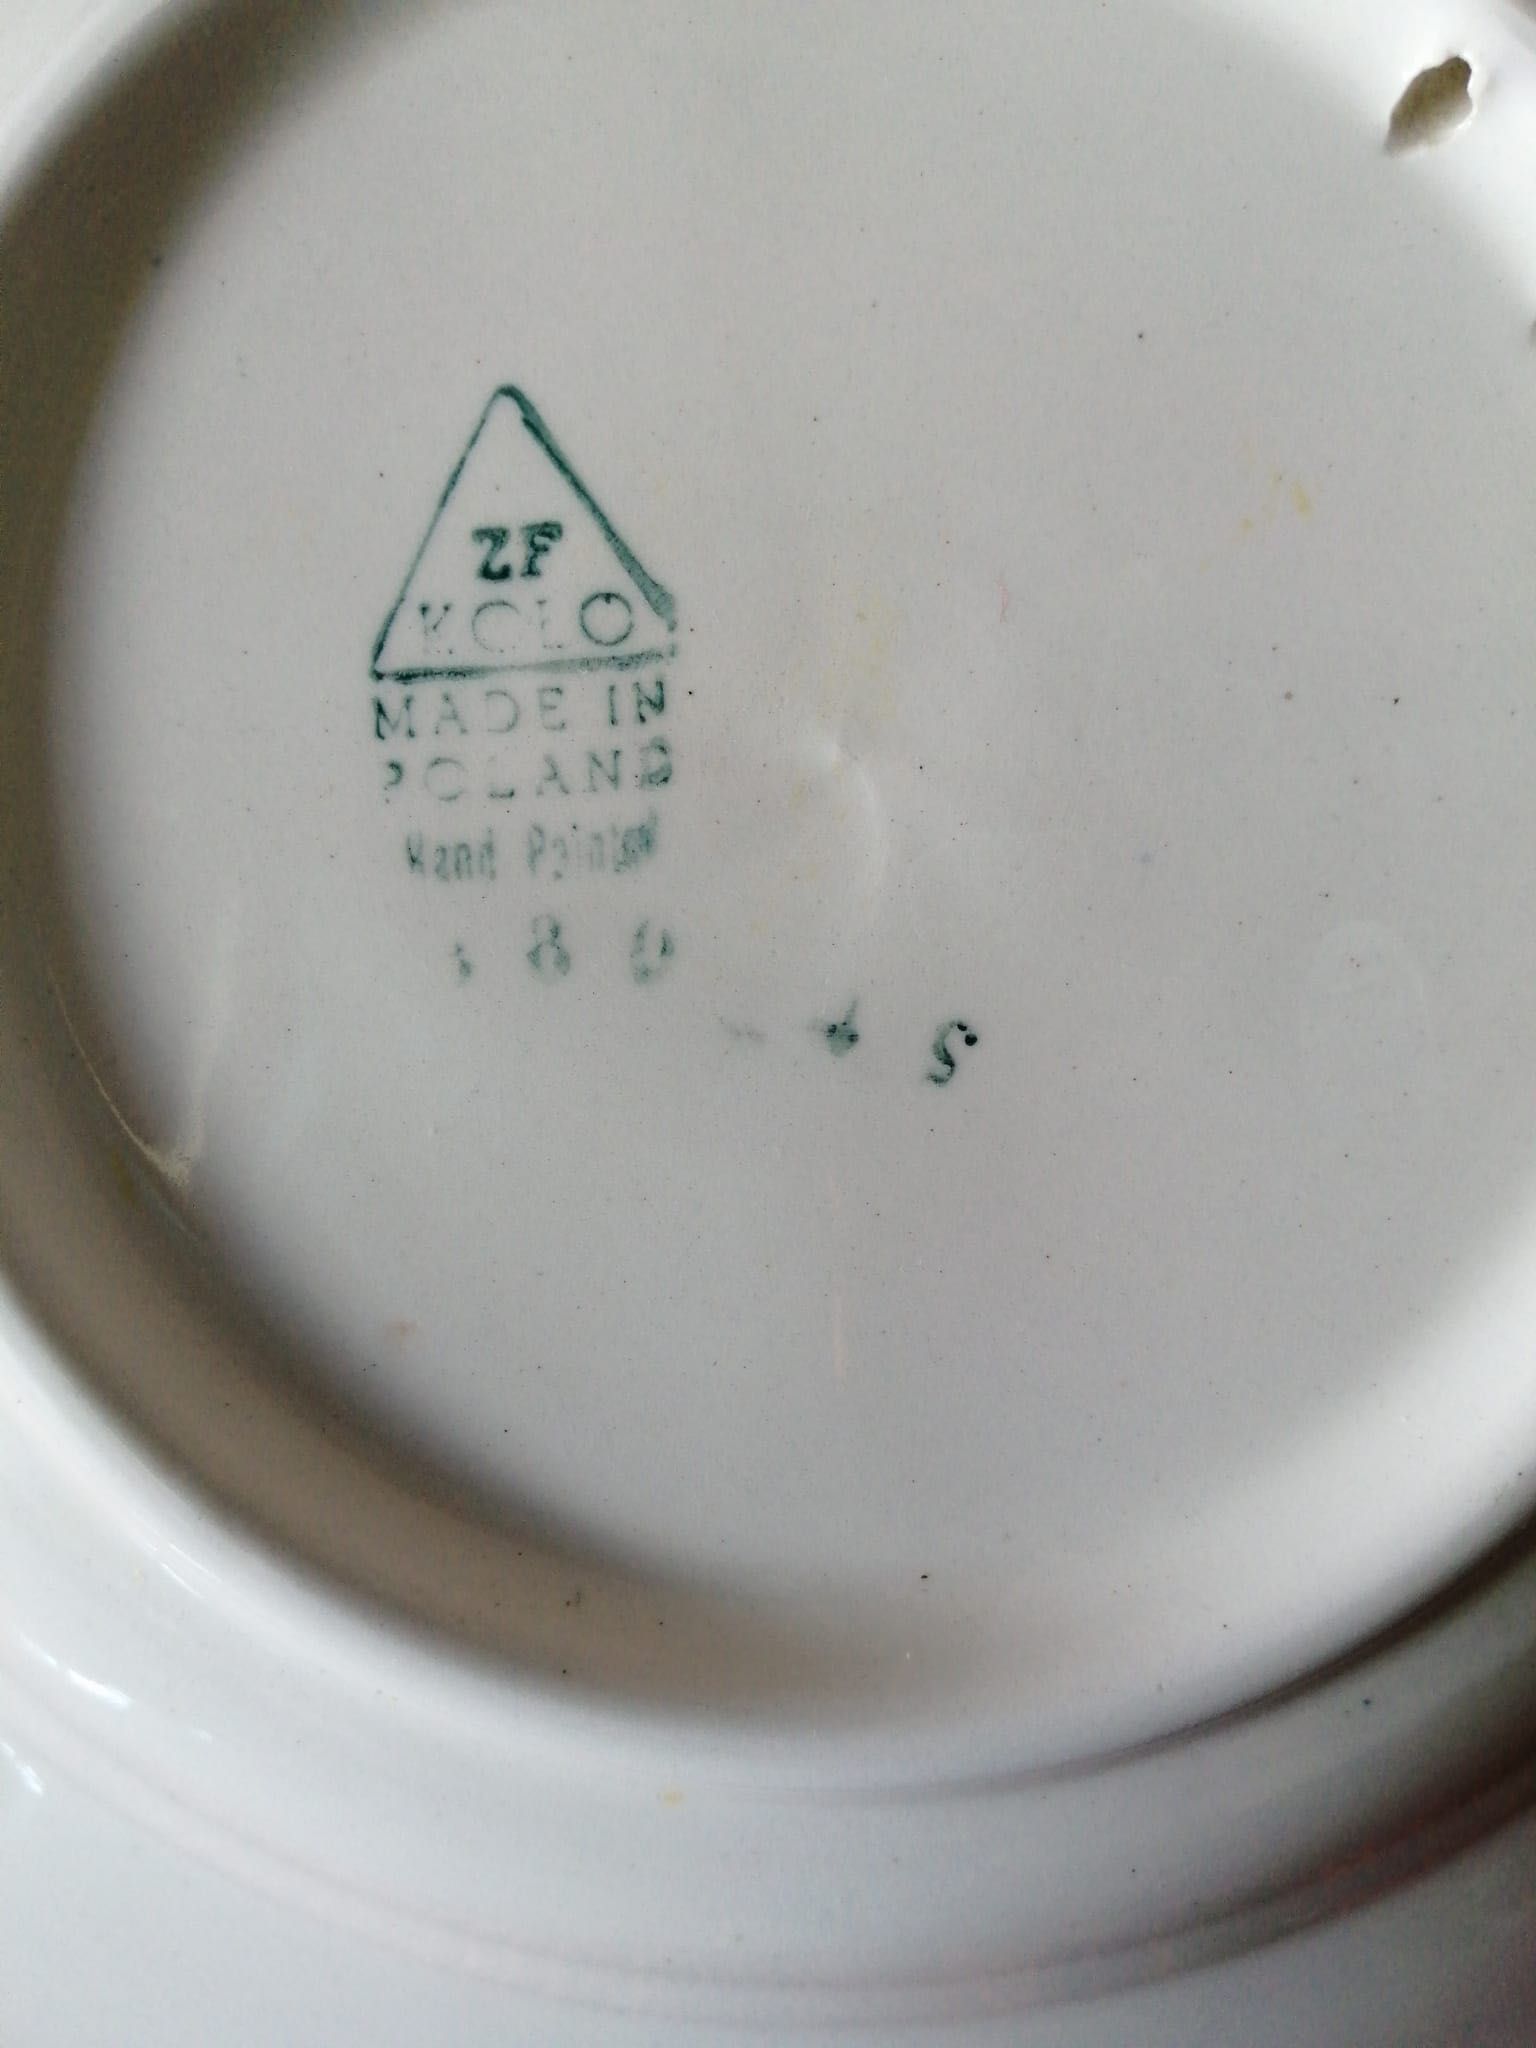 ZF
KOLO
MADE IN
POLAND
Hand Painted